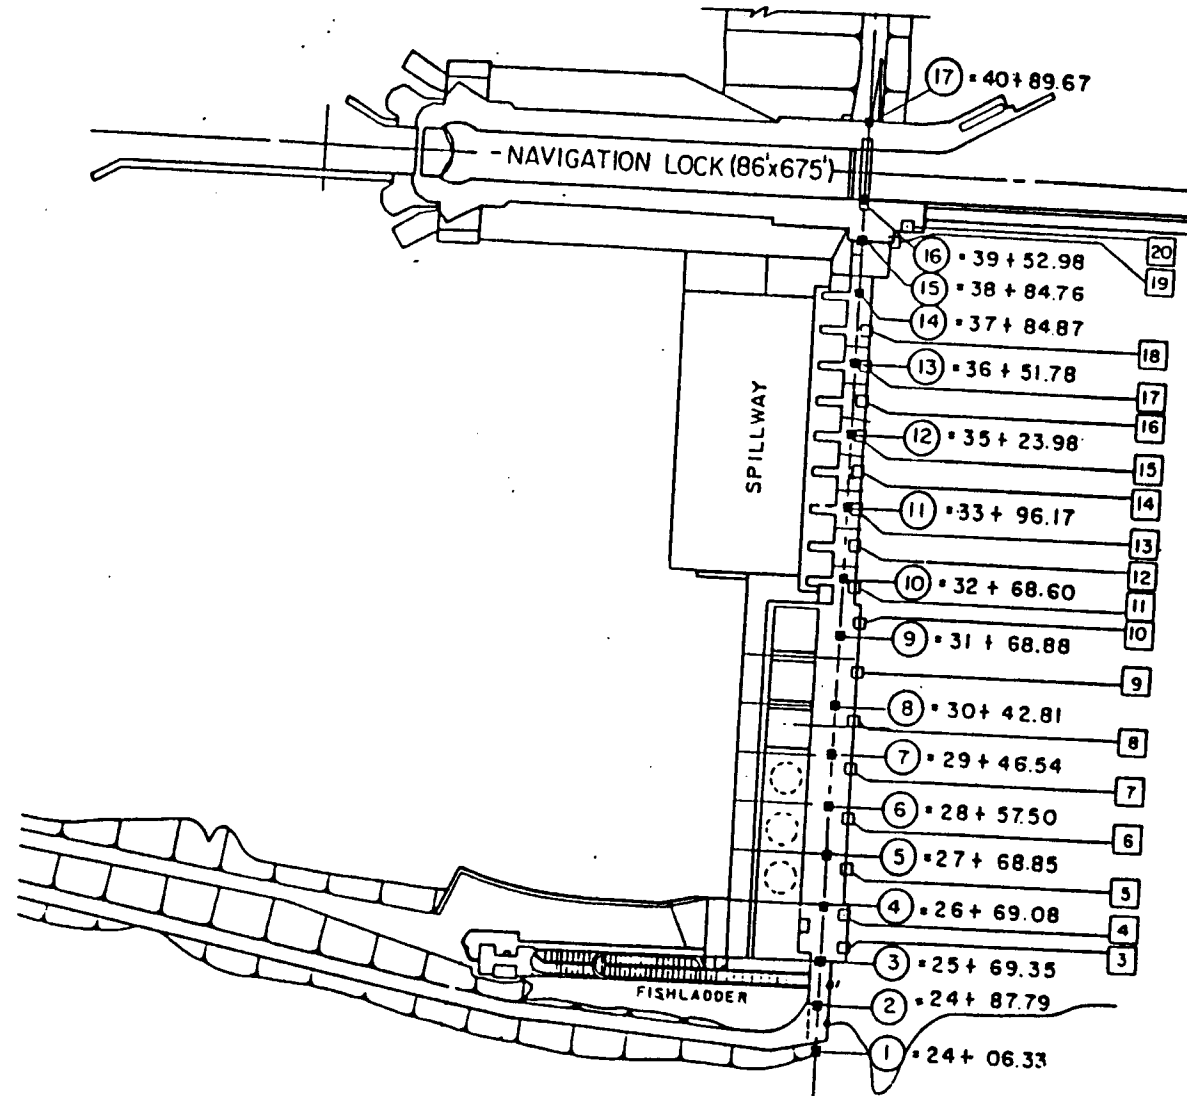 17 = 40+89.67
NAVIGATION LOCK (86'x675')
20
16 = 39 + 52.98
19
15 = 38 + 84.76
14 = 37 + 84.87
18
13 = 36 + 51.78
17
SPILLWAY
16
12 = 35 + 23.98
15
14
11 = 33 + 96.17
13
12
10 = 32 + 68.60
11
10
9 = 31 + 68.88
9
8 = 30 + 42.81
8
7 = 29 + 46.54
7
6 = 28 + 57.50
6
5 = 27 + 68.85
5
4 = 26 + 69.08
4
3 = 25 + 69.35
3
FISHLADDER
2 = 24 + 87.79
1 = 24 + 06.33